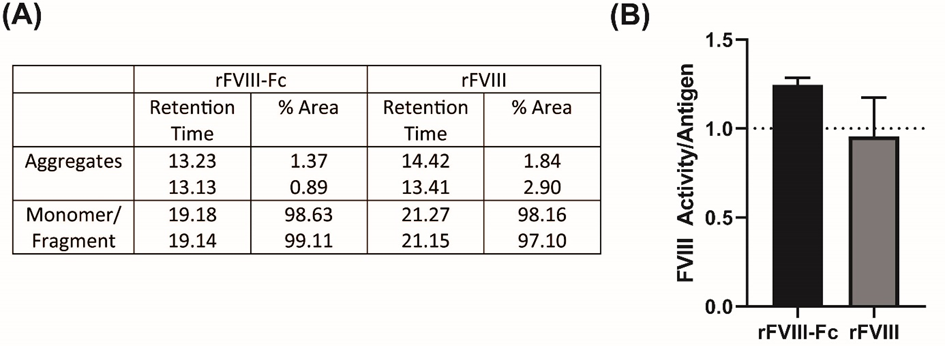 (A)
rFVIII-Fc rFVIII
Retention Time % Area Retention Time % Area
Aggregates 13.23 1.37 14.42 1.84
13.13 0.89 13.41 2.90
Monomer/ 19.18 98.63 21.27 98.16
Fragment 19.14 99.11 21.15 97.10
(B)
FVIII Activity/Antigen
1.5
1.0
0.5
0.0
rFVIII-Fc rFVIII